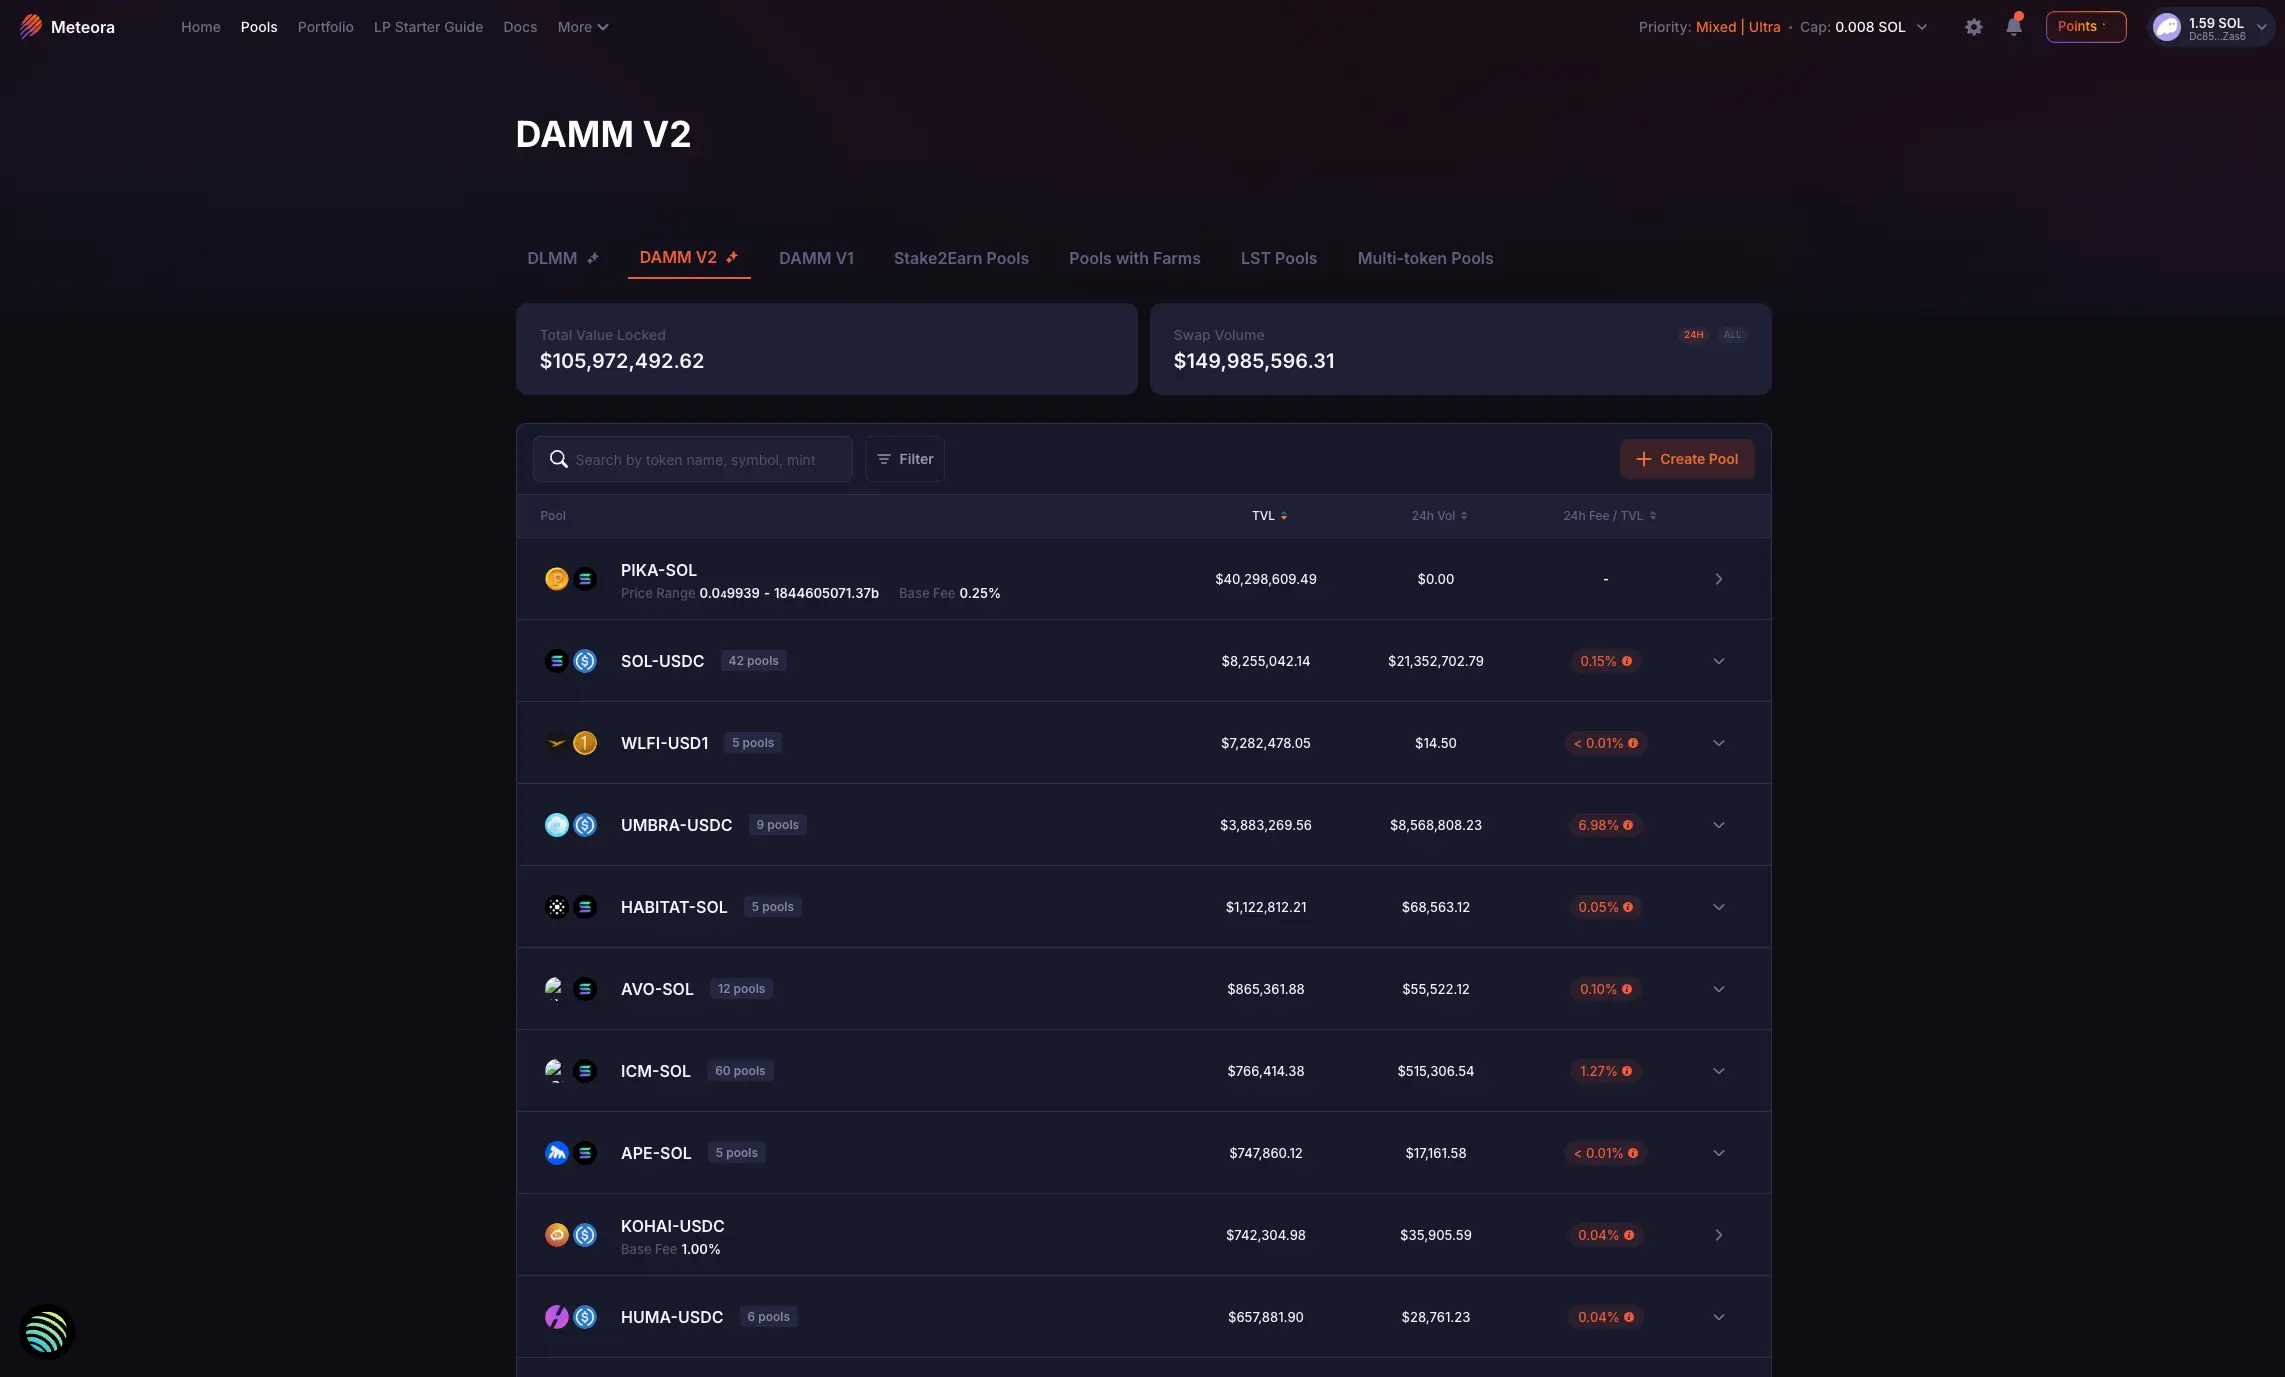 Meteora Home Pools Portfolio LP Starter Guide Docs More Priority: Mixed | Ultra • Cap: 0.008 SOL Points 1.59 SOL
Dc85...Zas6
DAMM V2
DLMM DAMM V2 DAMM V1 Stake2Earn Pools Pools with Farms LST Pools Multi-token Pools
Total Value Locked
$105,972,492.62
Swap Volume 24H ALL
$149,985,596.31
Search by token name, symbol, mint Filter + Create Pool
Pool TVL 24h Vol 24h Fee / TVL
PIKA-SOL $40,298,609.49 $0.00 -
Price Range 0.0₄9939 - 1844605071.37b Base Fee 0.25%
SOL-USDC 42 pools $8,255,042.14 $21,352,702.79 0.15%
WLFI-USD1 5 pools $7,282,478.05 $14.50 < 0.01%
UMBRA-USDC 9 pools $3,883,269.56 $8,568,808.23 6.98%
HABITAT-SOL 5 pools $1,122,812.21 $68,563.12 0.05%
AVO-SOL 12 pools $865,361.88 $55,522.12 0.10%
ICM-SOL 60 pools $766,414.38 $515,306.54 1.27%
APE-SOL 5 pools $747,860.12 $17,161.58 < 0.01%
KOHAI-USDC $742,304.98 $35,905.59 0.04%
Base Fee 1.00%
HUMA-USDC 6 pools $657,881.90 $28,761.23 0.04%